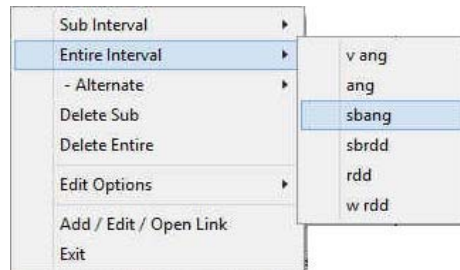 Sub Interval
Entire Interval
- Alternate
Delete Sub
Delete Entire
Edit Options
Add / Edit / Open Link
Exit
v ang
ang
sbang
sbrdd
rdd
w rdd